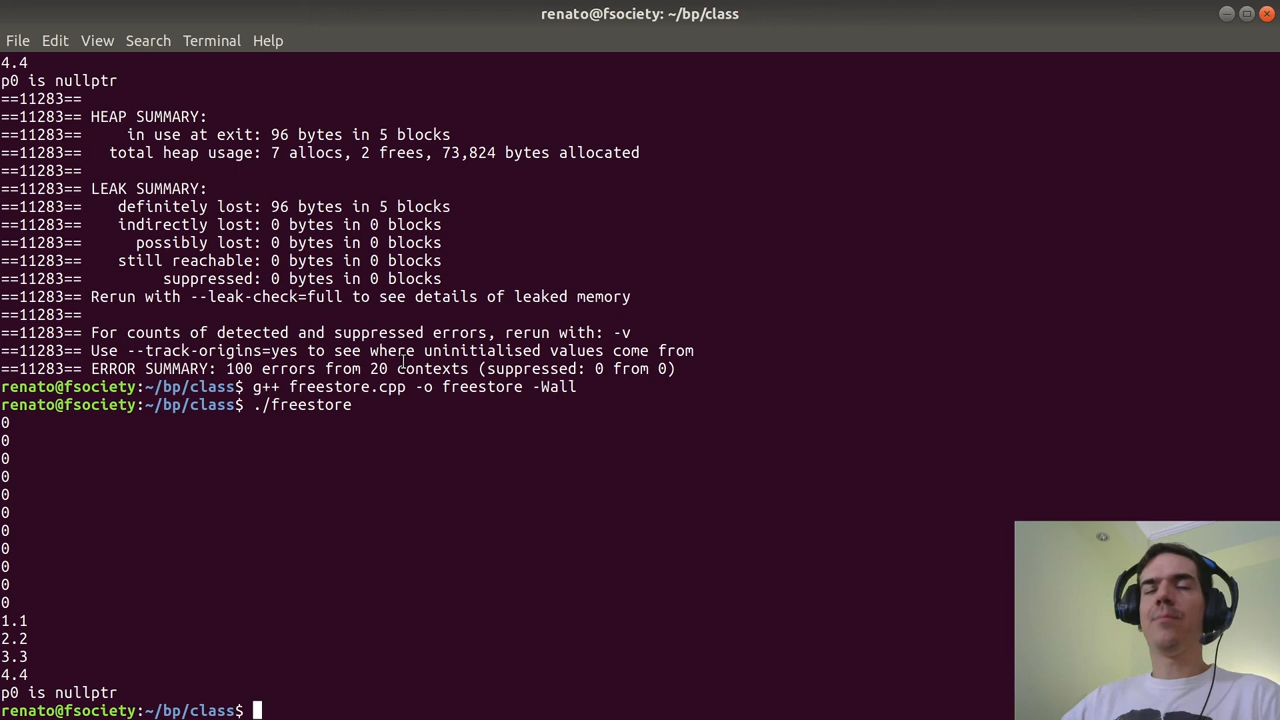 renato@fsociety: ~/bp/class
File Edit View Search Terminal Help
4.4
p0 is nullptr
==11283==
==11283== HEAP SUMMARY:
==11283==     in use at exit: 96 bytes in 5 blocks
==11283==   total heap usage: 7 allocs, 2 frees, 73,824 bytes allocated
==11283==
==11283== LEAK SUMMARY:
==11283==    definitely lost: 96 bytes in 5 blocks
==11283==    indirectly lost: 0 bytes in 0 blocks
==11283==      possibly lost: 0 bytes in 0 blocks
==11283==    still reachable: 0 bytes in 0 blocks
==11283==         suppressed: 0 bytes in 0 blocks
==11283== Rerun with --leak-check=full to see details of leaked memory
==11283==
==11283== For counts of detected and suppressed errors, rerun with: -v
==11283== Use --track-origins=yes to see where uninitialised values come from
==11283== ERROR SUMMARY: 100 errors from 20 contexts (suppressed: 0 from 0)
renato@fsociety:~/bp/class$ g++ freestore.cpp -o freestore -Wall
renato@fsociety:~/bp/class$ ./freestore
0
0
0
0
0
0
0
0
0
0
0
1.1
2.2
3.3
4.4
p0 is nullptr
renato@fsociety:~/bp/class$